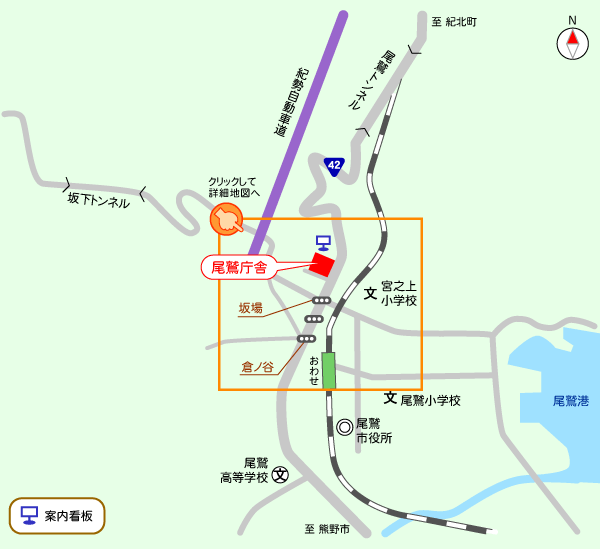 至 紀北町
N
尾鷲トンネル
紀勢自動車道
42
クリックして
詳細地図へ
坂下トンネル
尾鷲庁舎
文 宮之上
小学校
坂場
倉ノ谷
おわせ
文 尾鷲小学校
尾鷲港
尾鷲
市役所
尾鷲
高等学校 文
至 熊野市
案内看板